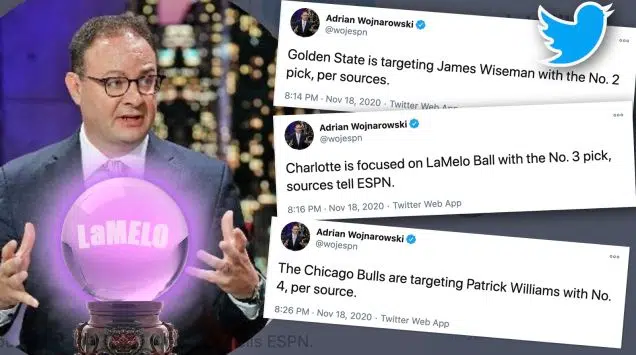 LaMELO
Adrian Wojnarowski
@wojespn
Golden State is targeting James Wiseman with the No. 2
pick, per sources.
8:14 PM · Nov 18, 2020 · Twitter Web App
Adrian Wojnarowski
@wojespn
Charlotte is focused on LaMelo Ball with the No. 3 pick,
sources tell ESPN.
8:16 PM · Nov 18, 2020 · Twitter Web App
Adrian Wojnarowski
@wojespn
The Chicago Bulls are targeting Patrick Williams with No.
4, per source.
8:26 PM · Nov 18, 2020 · Twitter Web App
ESPN.